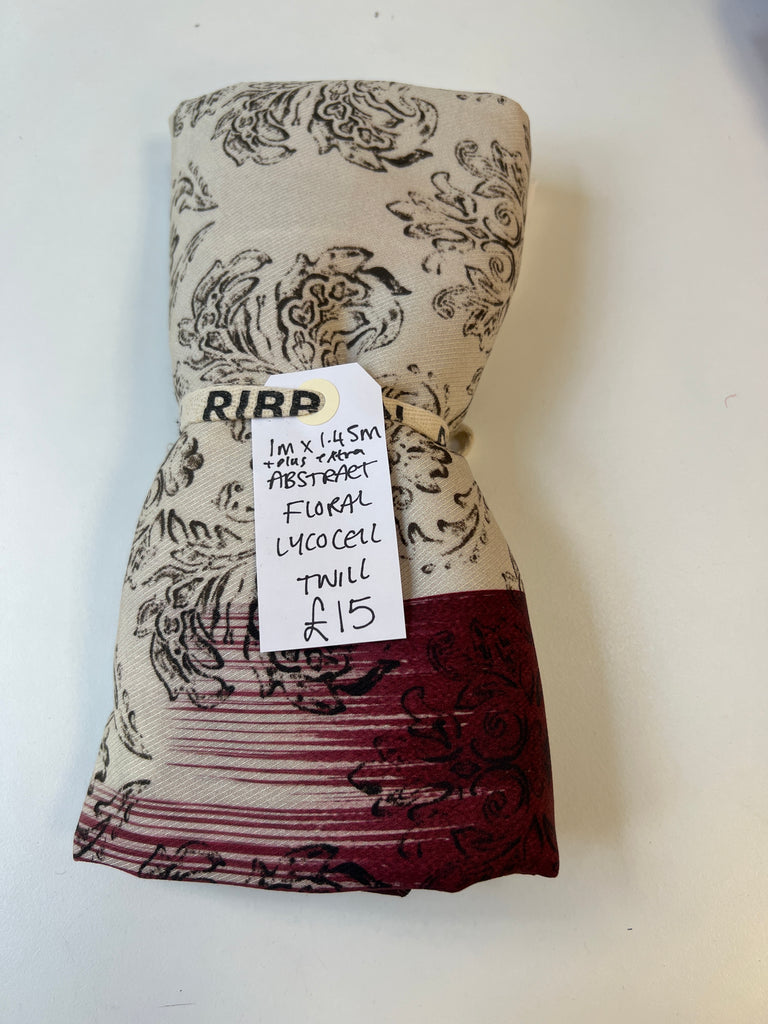 RIBB
1m x 1.45m
+plus extra
ABSTRACT
FLORAL
LYCOCELL
TWILL
£15